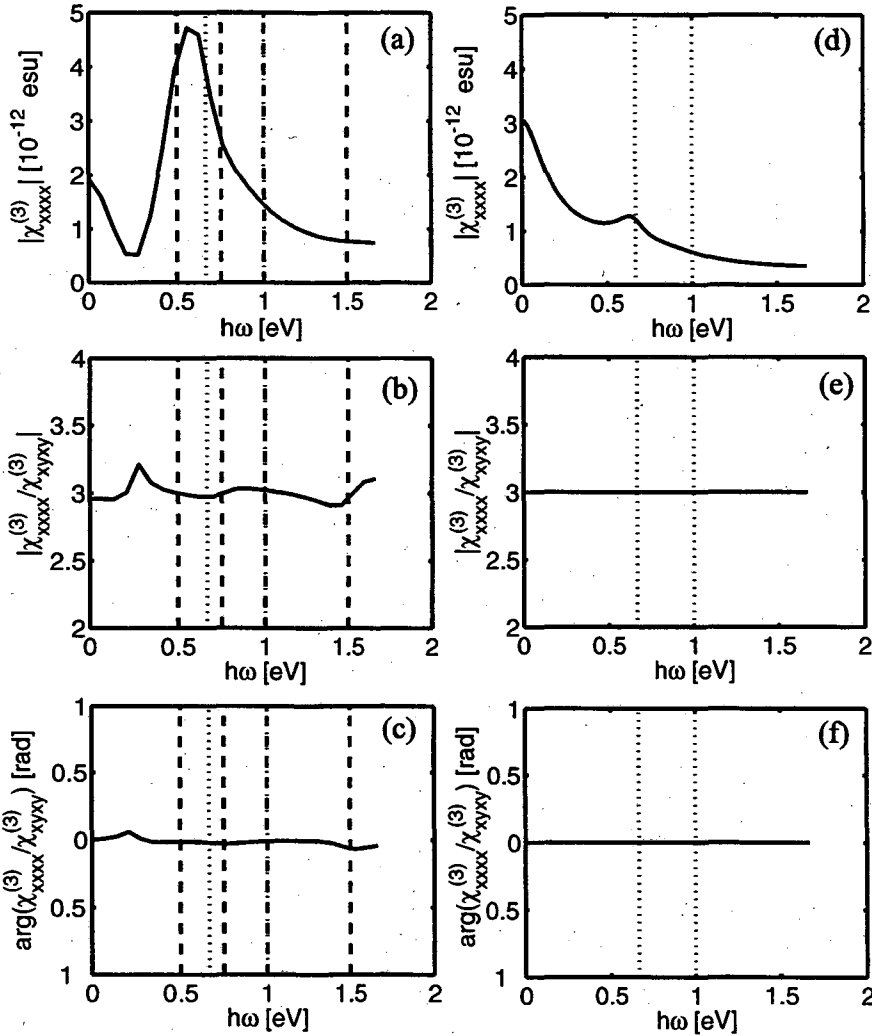 (a)
|χ(3)xxxx| [10-12 esu]
5
4
3
2
1
0
0 0.5 1 1.5 2
hω [eV]
(d)
|χ(3)xxxx| [10-12 esu]
5
4
3
2
1
0
0 0.5 1 1.5 2
hω [eV]
(b)
|χ(3)xxxx/χ(3)xyxy|
4
3.5
3
2.5
2
0 0.5 1 1.5 2
hω [eV]
(e)
|χ(3)xxxx/χ(3)xyxy|
4
3.5
3
2.5
2
0 0.5 1 1.5 2
hω [eV]
(c)
arg(χ(3)xxxx/χ(3)xyxy) [rad]
1
0.5
0
0.5
1
0 0.5 1 1.5 2
hω [eV]
(f)
arg(χ(3)xxxx/χ(3)xyxy) [rad]
1
0.5
0
0.5
1
0 0.5 1 1.5 2
hω [eV]